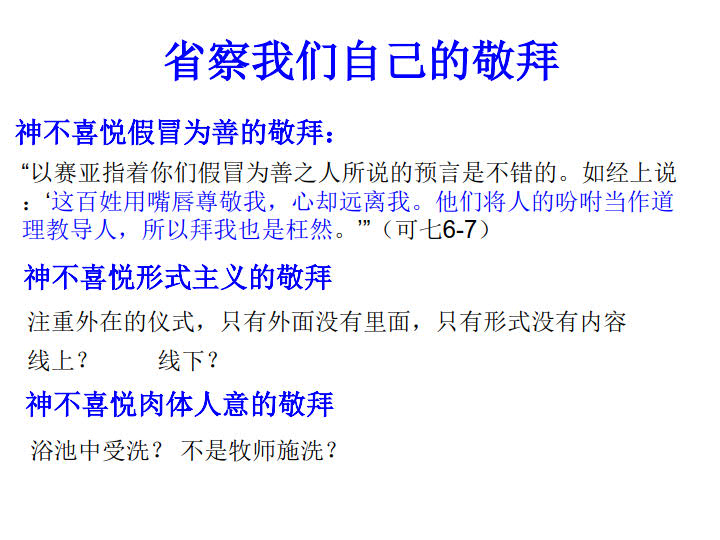 省察我们自己的敬拜
神不喜悦假冒为善的敬拜：
“以赛亚指着你们假冒为善之人所说的预言是不错的。如经上说
：‘这百姓用嘴唇尊敬我，心却远离我。他们将人的吩咐当作道
理教导人，所以拜我也是枉然。’”（可七6-7）
神不喜悦形式主义的敬拜
注重外在的仪式，只有外面没有里面，只有形式没有内容
线上？ 线下？
神不喜悦肉体人意的敬拜
浴池中受洗？ 不是牧师施洗？